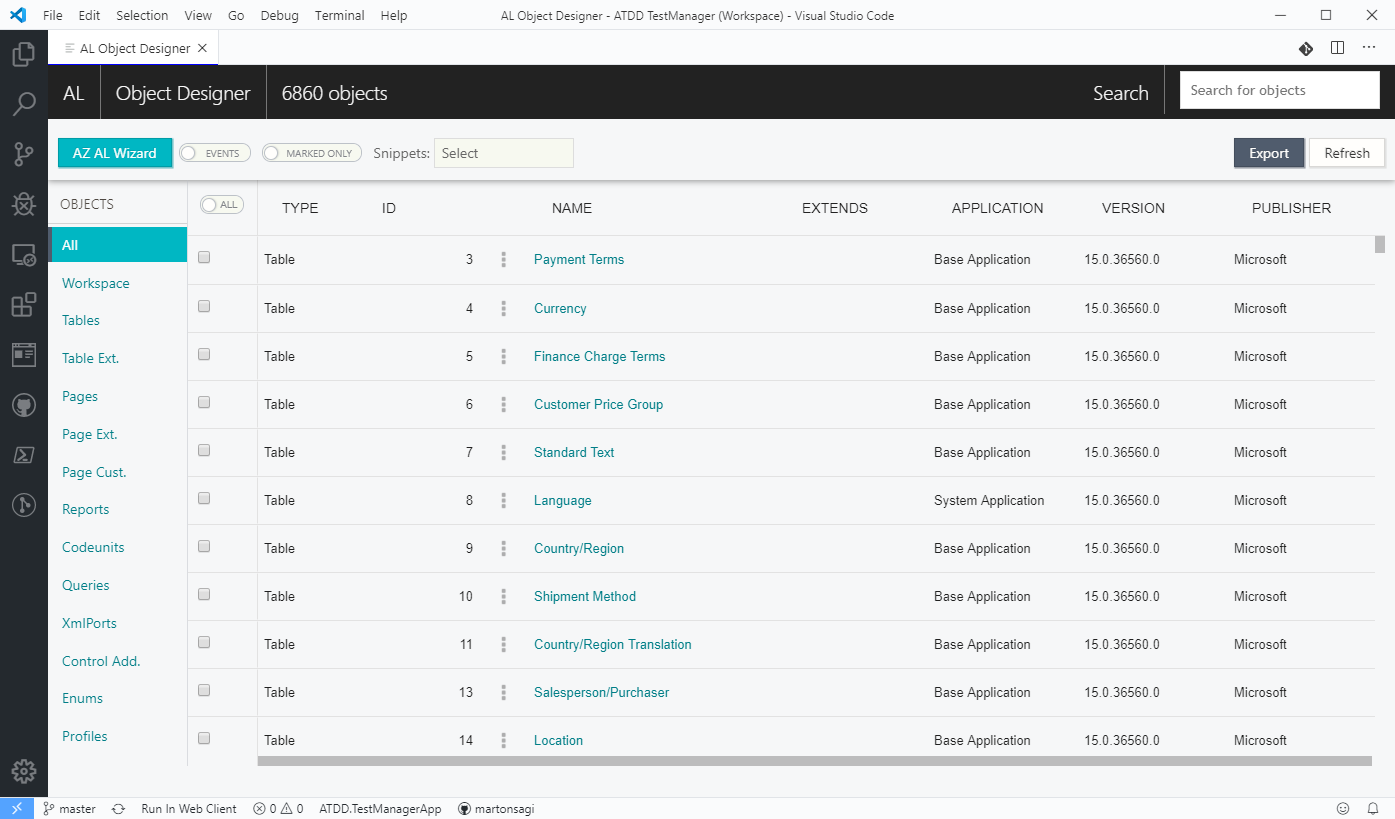 File Edit Selection View Go Debug Terminal Help AL Object Designer - ATDD TestManager (Workspace) - Visual Studio Code
AL Object Designer
AL Object Designer 6860 objects Search Search for objects
AZ AL Wizard EVENTS MARKED ONLY Snippets: Select Export Refresh
OBJECTS ALL TYPE ID NAME EXTENDS APPLICATION VERSION PUBLISHER
All
Workspace
Tables
Table Ext.
Pages
Page Ext.
Page Cust.
Reports
Codeunits
Queries
XmlPorts
Control Add.
Enums
Profiles
Table 3 Payment Terms Base Application 15.0.36560.0 Microsoft
Table 4 Currency Base Application 15.0.36560.0 Microsoft
Table 5 Finance Charge Terms Base Application 15.0.36560.0 Microsoft
Table 6 Customer Price Group Base Application 15.0.36560.0 Microsoft
Table 7 Standard Text Base Application 15.0.36560.0 Microsoft
Table 8 Language System Application 15.0.36560.0 Microsoft
Table 9 Country/Region Base Application 15.0.36560.0 Microsoft
Table 10 Shipment Method Base Application 15.0.36560.0 Microsoft
Table 11 Country/Region Translation Base Application 15.0.36560.0 Microsoft
Table 13 Salesperson/Purchaser Base Application 15.0.36560.0 Microsoft
Table 14 Location Base Application 15.0.36560.0 Microsoft
master Run In Web Client 0 0 ATDD.TestManagerApp martonsagi